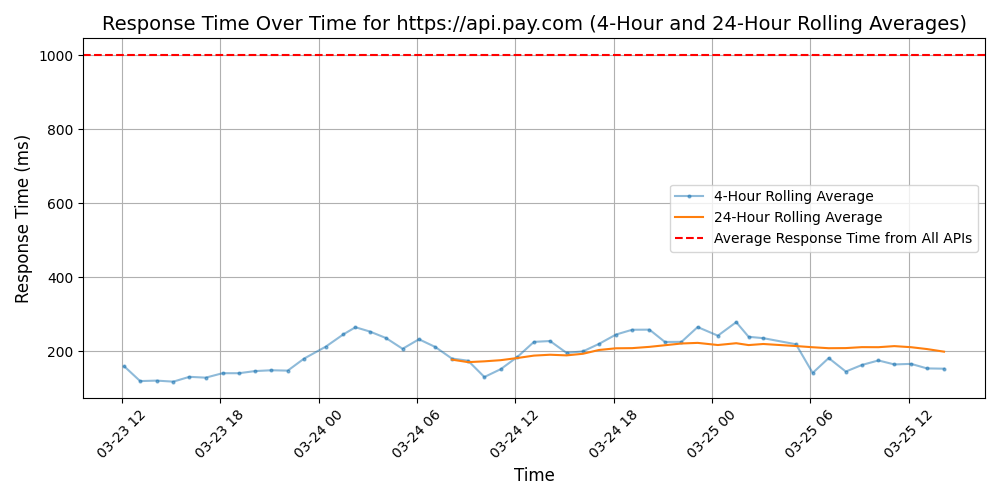 Response Time Over Time for https://api.pay.com (4-Hour and 24-Hour Rolling Averages)
Response Time (ms)
1000
800
600
400
200
4-Hour Rolling Average
24-Hour Rolling Average
Average Response Time from All APIs
03-23 12
03-23 18
03-24 00
03-24 06
03-24 12
03-24 18
03-25 00
03-25 06
03-25 12
Time